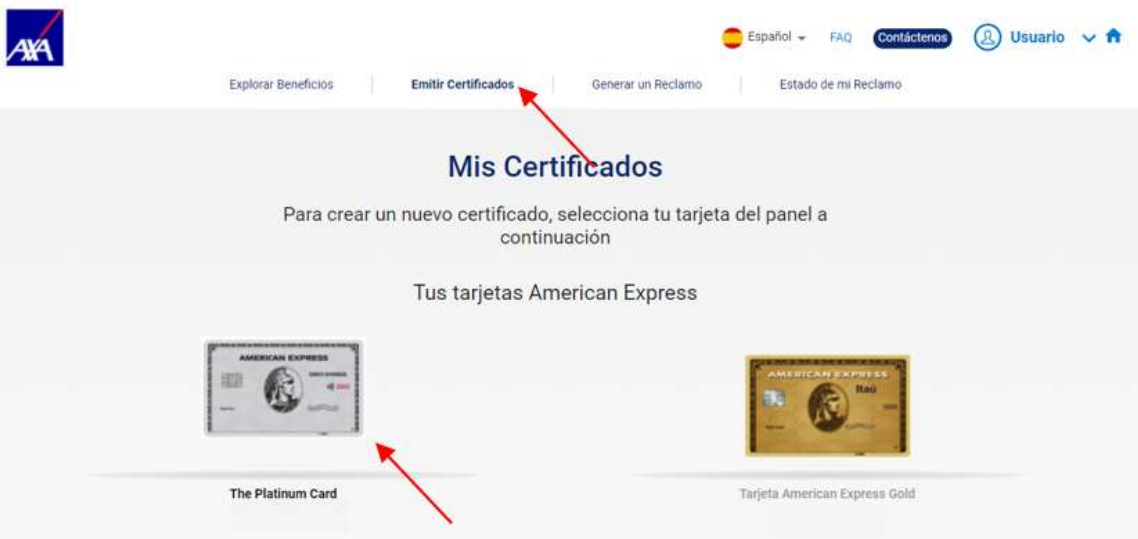 AXA
Español
FAQ
Contáctenos
Usuario
Explorar Beneficios
Emitir Certificados
Generar un Reclamo
Estado de mi Reclamo
Mis Certificados
Para crear un nuevo certificado, selecciona tu tarjeta del panel a
continuación
Tus tarjetas American Express
AMERICAN EXPRESS
AMERICAN EXPRESS
Itaú
The Platinum Card
Tarjeta American Express Gold